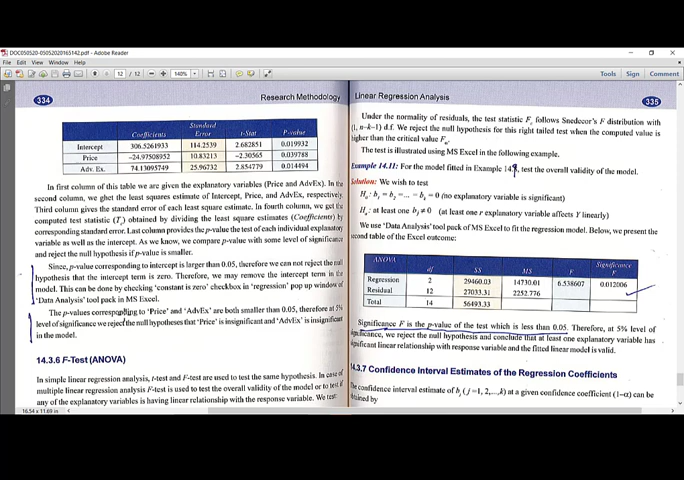 DOC050520-05052020165142.pdf - Adobe Reader
File Edit View Window Help
12 / 12
140%
Tools Sign Comment
334
Research Methodology
Coefficients Standard Error t-Stat P-value
Intercept 306.5261933 114.2539 2.682851 0.019932
Price -24.97508952 10.83213 -2.30565 0.039788
Adv. Ex. 74.13095749 25.96732 2.854779 0.014494
In first column of this table we are given the explanatory variables (Price and AdvEx). In the
second column, we ghet the least squares estimate of Intercept, Price, and AdvEx, respectively.
Third column gives the standard error of each least square estimate. In fourth column, we get the
computed test statistic (T ) obtained by dividing the least square estimates (Coefficients) by
corresponding standard error. Last column provides the p-value the test of each individual explanatory
variable as well as the intercept. As we know, we compare p-value with some level of significance
and reject the null hypothesis if p-value is smaller.
Since, p-value corresponding to intercept is larger than 0.05, therefore we can not reject the null
hypothesis that the intercept term is zero. Therefore, we may remove the intercept term in the
model. This can be done by checking 'constant is zero' checkbox in 'regression' pop up window of
'Data Analysis' tool pack in MS Excel.
The p-values corresponding to 'Price' and 'AdvEx' are both smaller than 0.05, therefore at 5%
level of significance we reject the null hypotheses that 'Price' is insignificant and 'AdvEx' is insignificant
in the model.
14.3.6 F-Test (ANOVA)
In simple linear regression analysis, t-test and F-test are used to test the same hypothesis. In case of
multiple linear regression analysis F-test is used to test the overall validity of the model or to test if
any of the explanatory variables is having linear relationship with the response variable. We test
16.54 x 11.69 in
Linear Regression Analysis
335
Under the normality of residuals, the test statistic F follows Snedecor's F distribution with
(1, n-k-1) d.f. We reject the null hypothesis for this right tailed test when the computed value is
higher than the critical value F
The test is illustrated using MS Excel in the following example.
Example 14.11: For the model fitted in Example 14.9, test the overall validity of the model.
Solution: We wish to test
H : b = b = ... = b = 0 (no explanatory variable is significant)
H : at least one b ≠ 0 (at least one r explanatory variable affects Y linearly)
We use 'Data Analysis' tool pack of MS Excel to fit the regression model. Below, we present the
second table of the Excel outcome:
ANOVA
df SS MS F Significance F
Regression 2 29460.03 14730.01 6.538607 0.012006
Residual 12 27033.31 2252.776
Total 14 56493.33
Significance F is the p-value of the test which is less than 0.05. Therefore, at 5% level of
significance, we reject the null hypothesis and conclude that at least one explanatory variable has
significant linear relationship with response variable and the fitted linear model is valid.
14.3.7 Confidence Interval Estimates of the Regression Coefficients
The confidence interval estimate of bj (j=1, 2,...,k) at a given confidence coefficient (1-α) can be
obtained by